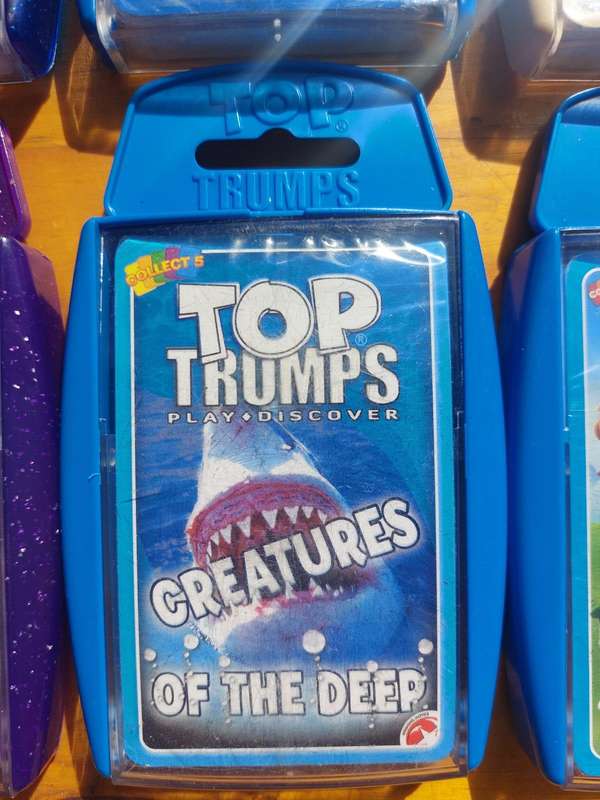 TOP®
TRUMPS
COLLECT 5
TOP®
TRUMPS
PLAY DISCOVER
CREATURES
OF THE DEEP